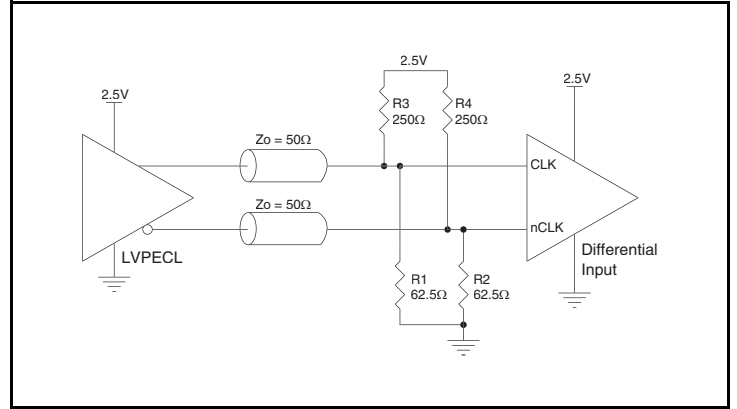 2.5V
2.5V
2.5V
R3
250Ω
R4
250Ω
Zo = 50Ω
CLK
Zo = 50Ω
nCLK
LVPECL
Differential
Input
R1
62.5Ω
R2
62.5Ω